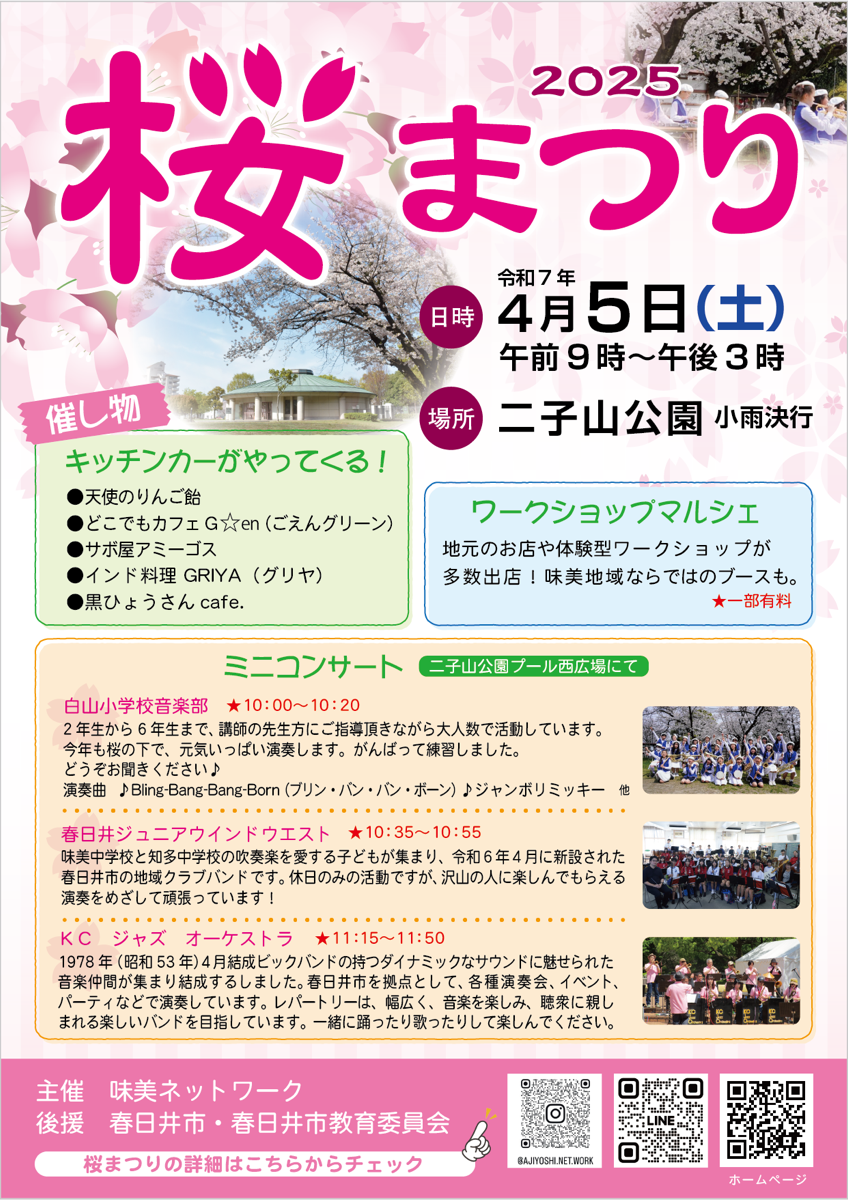 2025
桜まつり
日時
令和7年
4月5日(土)
午前9時~午後3時
場所
二子山公園 小雨決行
催し物
キッチンカーがやってくる!
●天使のりんご飴
●どこでもカフェG☆en(ごえんグリーン)
●サボ屋アミーゴス
●インド料理 GRIYA(グリヤ)
●黒ひょうさん cafe.
ワークショップマルシェ
地元のお店や体験型ワークショップが
多数出店!味美地域ならではのブースも。
★一部有料
ミニコンサート 二子山公園プール西広場にて
白山小学校音楽部 ★10:00~10:20
2年生から6年生まで、講師の先生方にご指導頂きながら大人数で活動しています。
今年も桜の下で、元気いっぱい演奏します。がんばって練習しました。
どうぞお聞きください♪
演奏曲 ♪Bling-Bang-Bang-Born(ブリン・バン・バン・ボーン)♪ジャンボリミッキー 他
春日井ジュニアウインドウエスト ★10:35~10:55
味美中学校と知多中学校の吹奏楽を愛する子どもが集まり、令和6年4月に新設された
春日井市の地域クラブバンドです。休日のみの活動ですが、沢山の人に楽しんでもらえる
演奏をめざして頑張っています!
KC ジャズ オーケストラ ★11:15~11:50
1978年(昭和53年)4月結成ビックバンドの持つダイナミックなサウンドに魅せられた
音楽仲間が集まり結成するしました。春日井市を拠点として、各種演奏会、イベント、
パーティなどで演奏しています。レパートリーは、幅広く、音楽を楽しみ、聴衆に親し
まれる楽しいバンドを目指しています。一緒に踊ったり歌ったりして楽しんでください。
主催 味美ネットワーク
後援 春日井市・春日井市教育委員会
桜まつりの詳細はこちらからチェック
@AJIYOSHI.NET.WORK
LINE
ホームページ